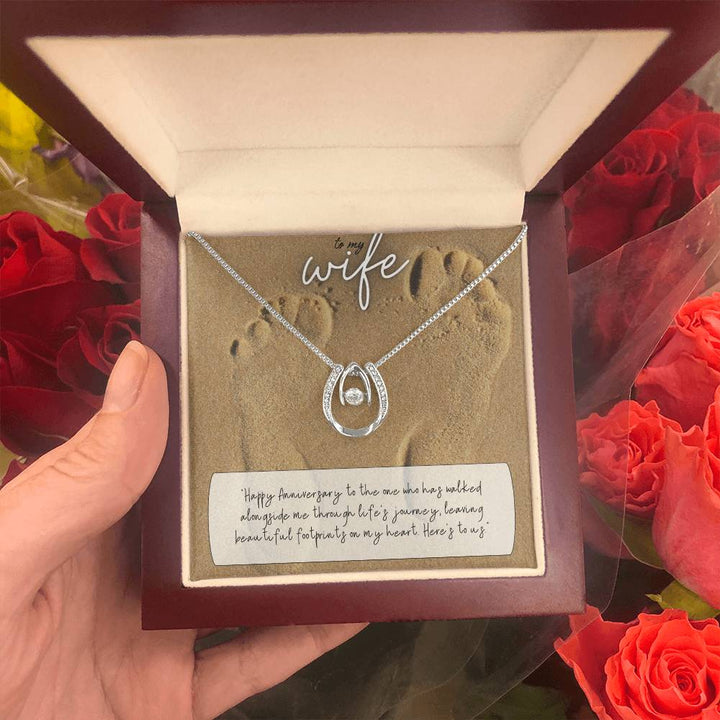 to my
wife
"Happy Anniversary to the one who has walked
alongside me through life's journey, leaving
beautiful footprints on my heart. Here's to us."